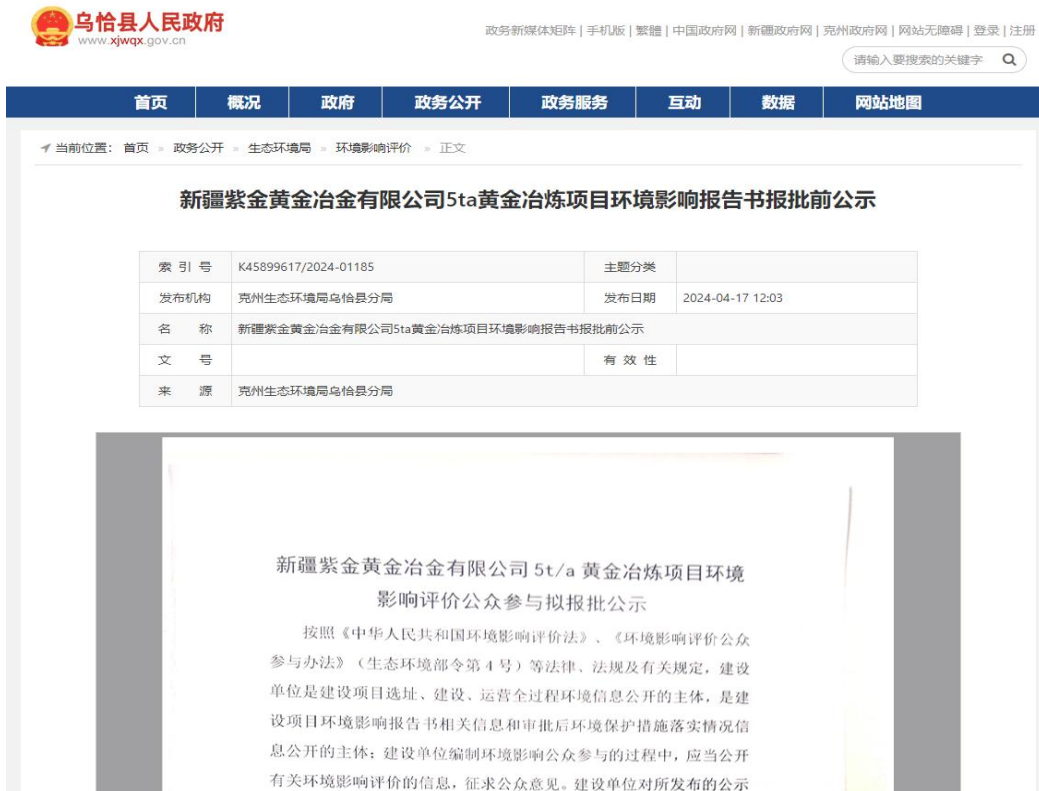 乌恰县人民政府
www.xjwqx.gov.cn
政务新媒体矩阵 | 手机版 | 繁體 | 中国政府网 | 新疆政府网 | 克州政府网 | 网站无障碍 | 登录 | 注册
请输入要搜索的关键字
首页 概况 政府 政务公开 政务服务 互动 数据 网站地图
当前位置： 首页 » 政务公开 » 生态环境局 » 环境影响评价 » 正文
新疆紫金黄金冶金有限公司5ta黄金冶炼项目环境影响报告书报批前公示
索 引 号 K45899617/2024-01185 主题分类
发布机构 克州生态环境局乌恰县分局 发布日期 2024-04-17 12:03
名 称 新疆紫金黄金冶金有限公司5ta黄金冶炼项目环境影响报告书报批前公示
文 号 有 效 性
来 源 克州生态环境局乌恰县分局
新疆紫金黄金冶金有限公司 5t/a 黄金冶炼项目环境
影响评价公众参与拟报批公示
按照《中华人民共和国环境影响评价法》、《环境影响评价公众
参与办法》（生态环境部令第 4 号）等法律、法规及有关规定，建设
单位是建设项目选址、建设、运营全过程环境信息公开的主体，是建
设项目环境影响报告书相关信息和审批后环境保护措施落实情况信
息公开的主体；建设单位编制环境影响公众参与的过程中，应当公开
有关环境影响评价的信息，征求公众意见。建设单位对所发布的公示